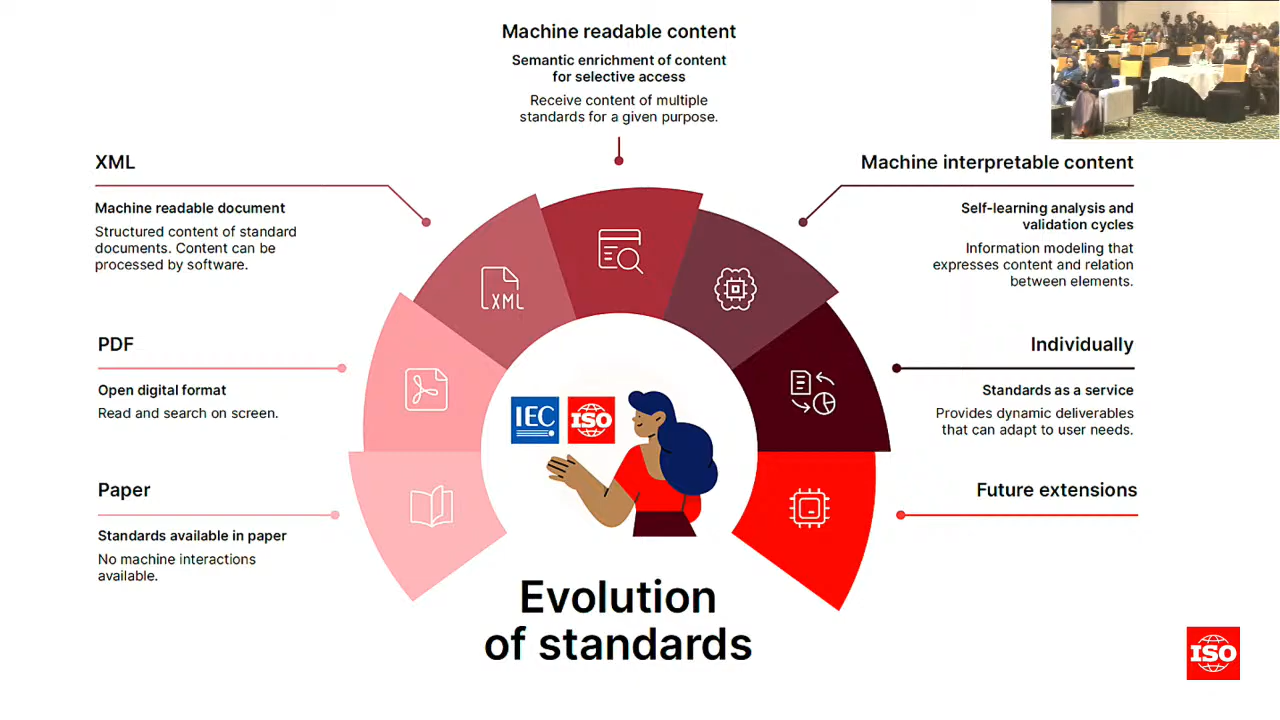 Machine readable content
Semantic enrichment of content
for selective access
Receive content of multiple
standards for a given purpose.
XML
Machine readable document
Structured content of standard
documents. Content can be
processed by software.
Machine interpretable content
Self-learning analysis and
validation cycles
Information modeling that
expresses content and relation
between elements.
XML
PDF
Open digital format
Read and search on screen.
Individually
Standards as a service
Provides dynamic deliverables
that can adapt to user needs.
IEC
ISO
Paper
Standards available in paper
No machine interactions
available.
Future extensions
Evolution
of standards
ISO